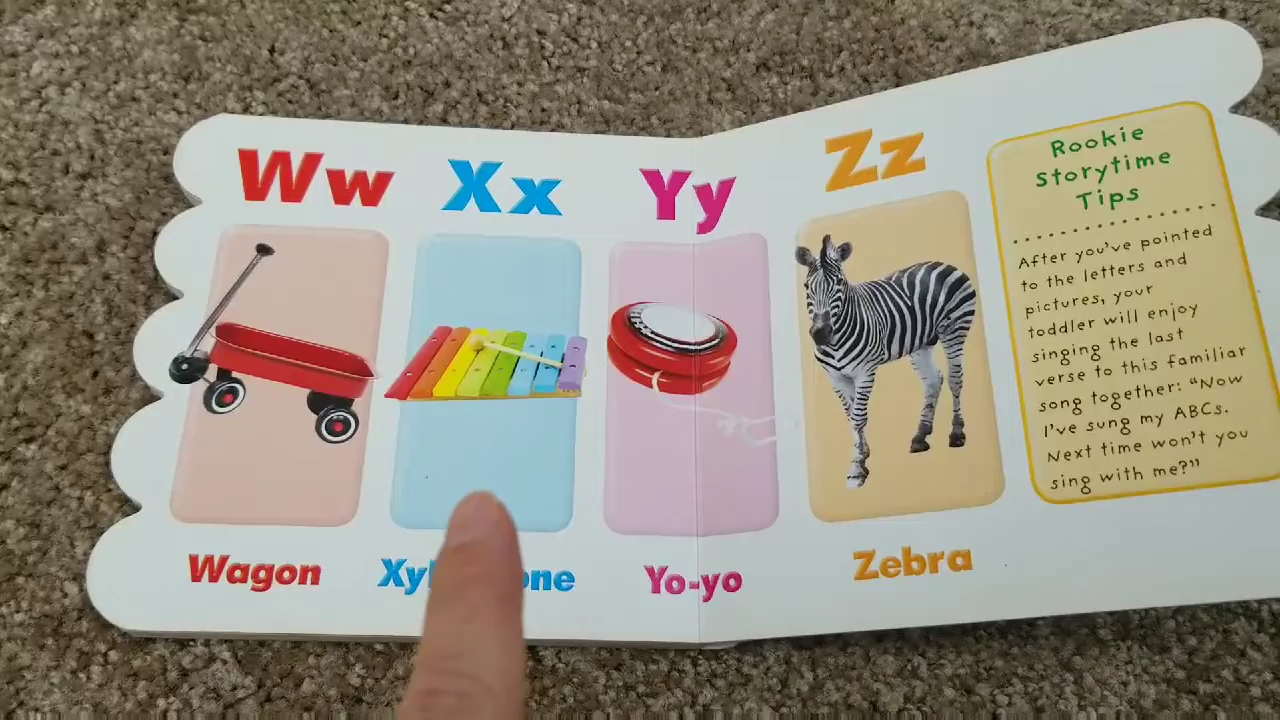 Ww Xx Yy Zz
Wagon Yo-yo Zebra
Rookie
Storytime
Tips
After you've pointed
to the letters and
pictures, your
toddler will enjoy
singing the last
verse to this familiar
song together: "Now
I've sung my ABCs.
Next time won't you
sing with me?"